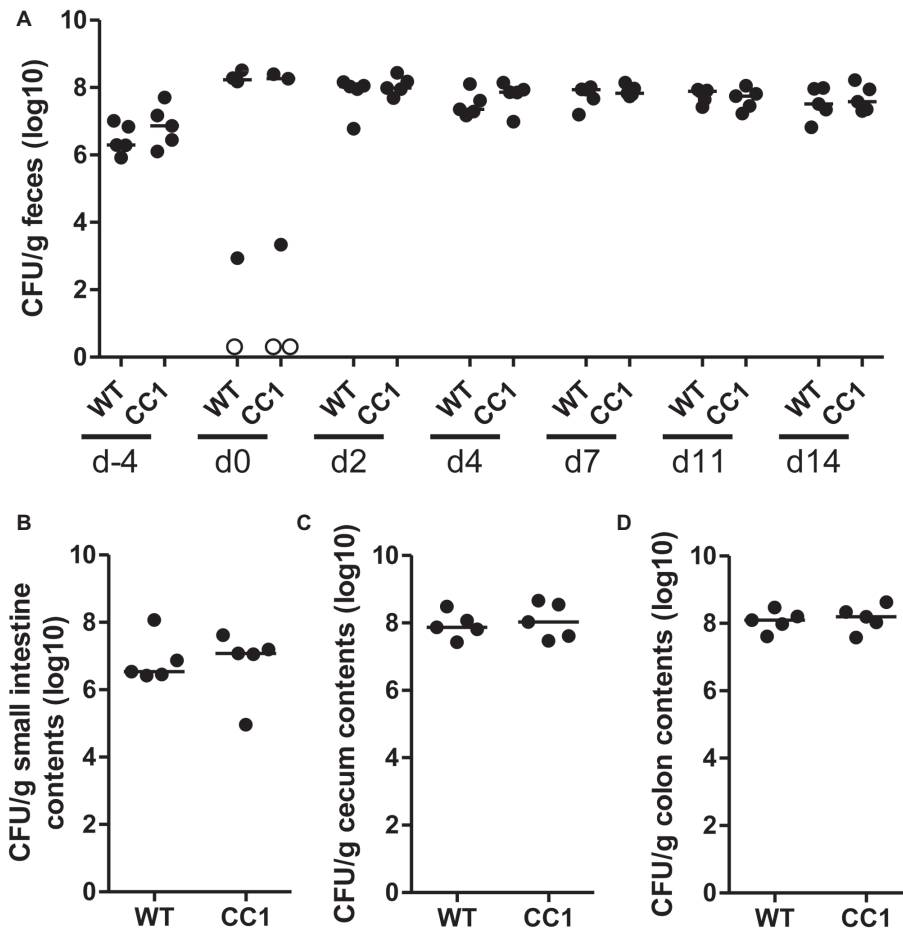 A
CFU/g feces (log10)
10
8
6
4
2
0
WT CC1 WT CC1 WT CC1 WT CC1 WT CC1 WT CC1 WT CC1
d-4 d0 d2 d4 d7 d11 d14
B
CFU/g small intestine
contents (log10)
10
8
6
4
2
0
WT CC1
C
CFU/g cecum contents (log10)
10
8
6
4
2
0
WT CC1
D
CFU/g colon contents (log10)
10
8
6
4
2
0
WT CC1